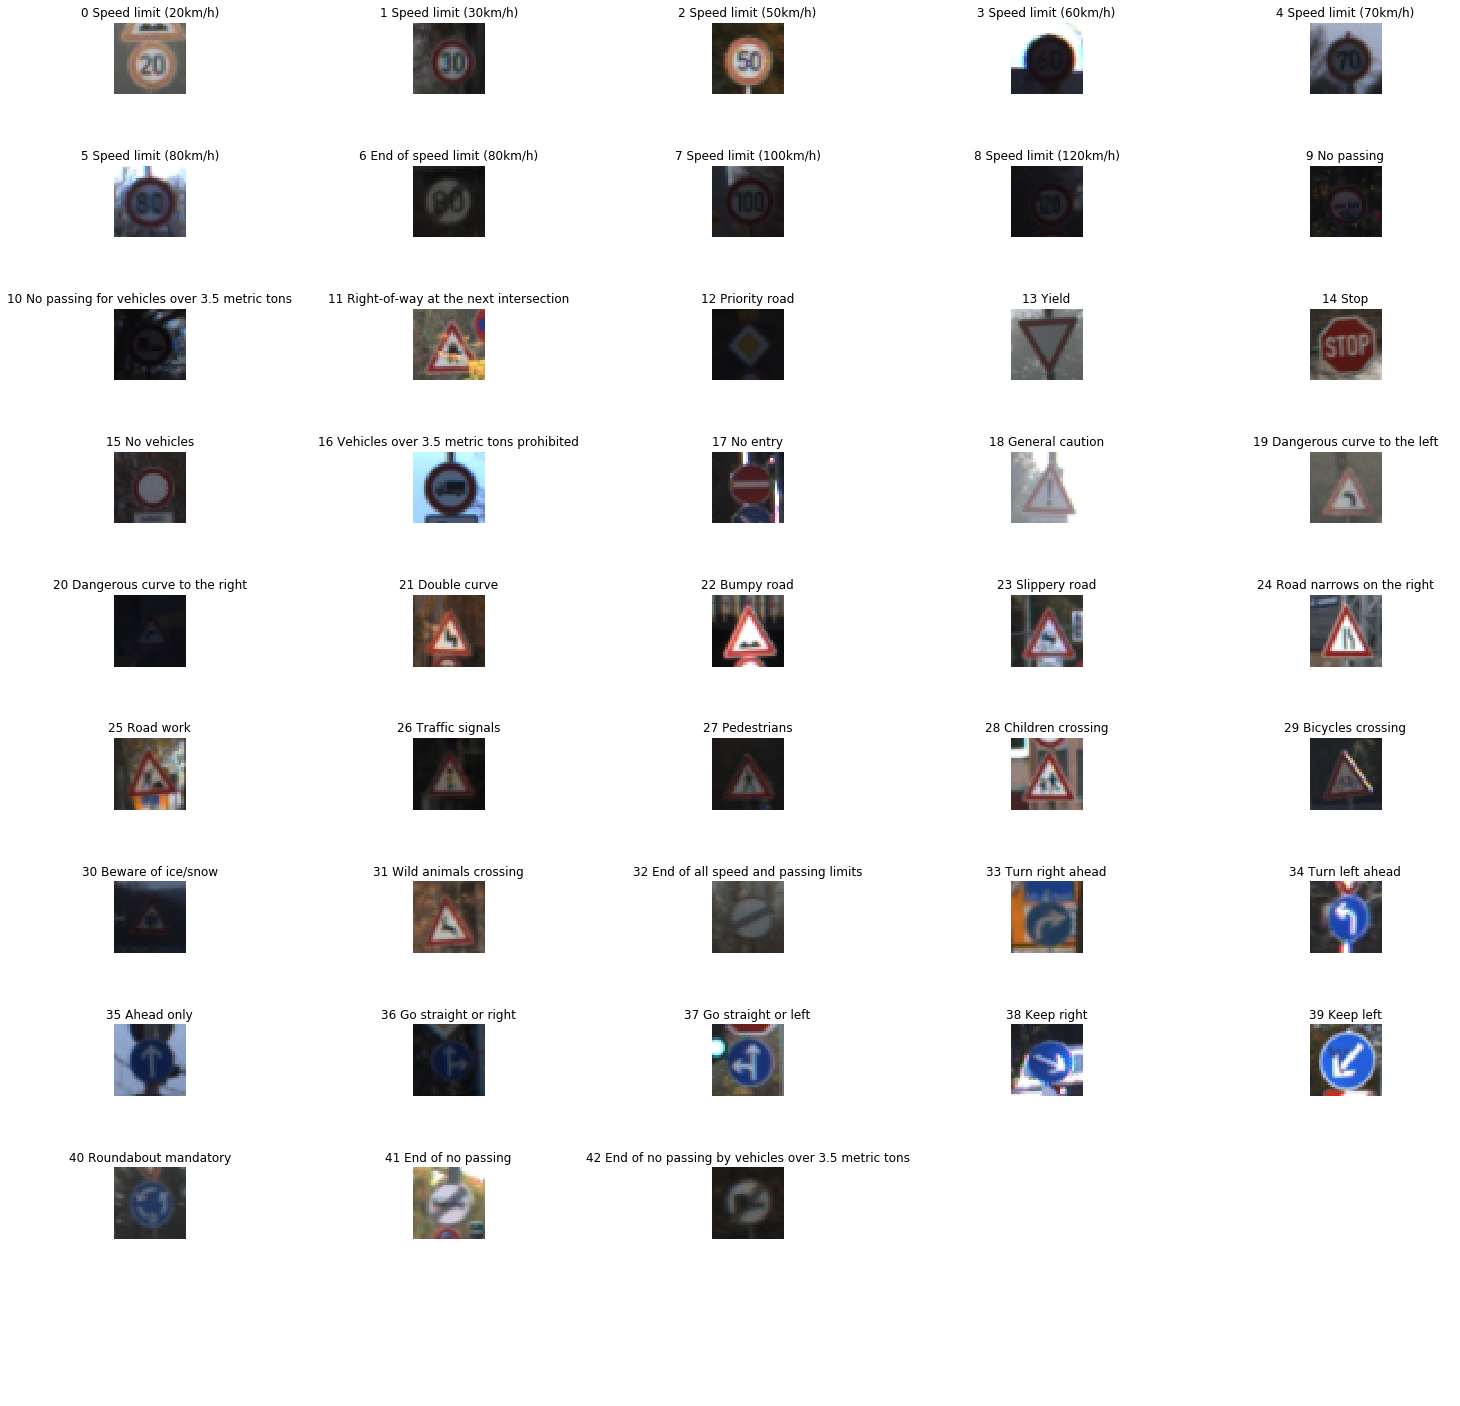 0 Speed limit (20km/h)
1 Speed limit (30km/h)
2 Speed limit (50km/h)
3 Speed limit (60km/h)
4 Speed limit (70km/h)
20
30
50
60
70
5 Speed limit (80km/h)
6 End of speed limit (80km/h)
7 Speed limit (100km/h)
8 Speed limit (120km/h)
9 No passing
80
80
100
120
10 No passing for vehicles over 3.5 metric tons
11 Right-of-way at the next intersection
12 Priority road
13 Yield
14 Stop
STOP
15 No vehicles
16 Vehicles over 3.5 metric tons prohibited
17 No entry
18 General caution
19 Dangerous curve to the left
20 Dangerous curve to the right
21 Double curve
22 Bumpy road
23 Slippery road
24 Road narrows on the right
25 Road work
26 Traffic signals
27 Pedestrians
28 Children crossing
29 Bicycles crossing
30 Beware of ice/snow
31 Wild animals crossing
32 End of all speed and passing limits
33 Turn right ahead
34 Turn left ahead
35 Ahead only
36 Go straight or right
37 Go straight or left
38 Keep right
39 Keep left
40 Roundabout mandatory
41 End of no passing
42 End of no passing by vehicles over 3.5 metric tons